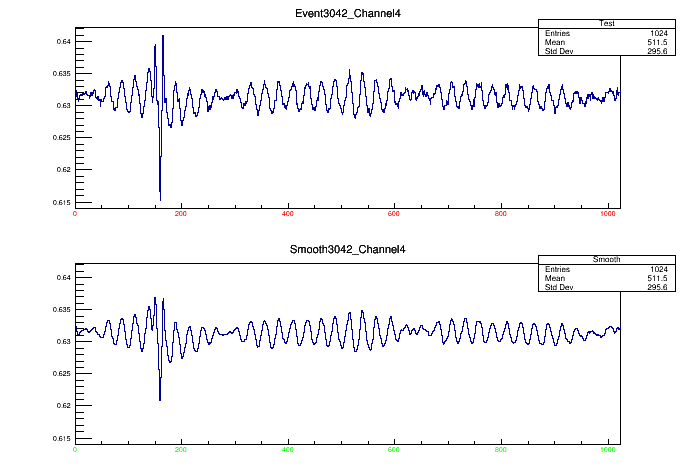 Event3042_Channel4
Test
Entries 1024
Mean 511.5
Std Dev 295.6
0.64
0.635
0.63
0.625
0.62
0.615
0 200 400 600 800 1000
Smooth3042_Channel4
Smooth
Entries 1024
Mean 511.5
Std Dev 295.6
0.64
0.635
0.63
0.625
0.62
0.615
0 200 400 600 800 1000